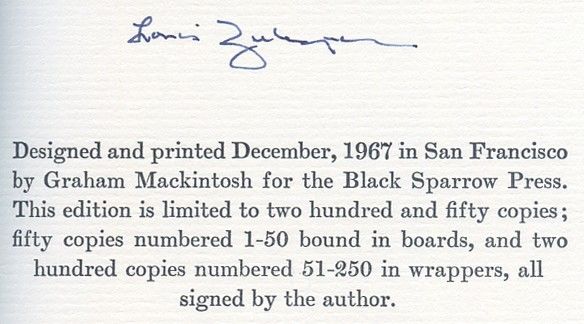 Louis Zukofsky
Designed and printed December, 1967 in San Francisco
by Graham Mackintosh for the Black Sparrow Press.
This edition is limited to two hundred and fifty copies;
fifty copies numbered 1-50 bound in boards, and two
hundred copies numbered 51-250 in wrappers, all
signed by the author.